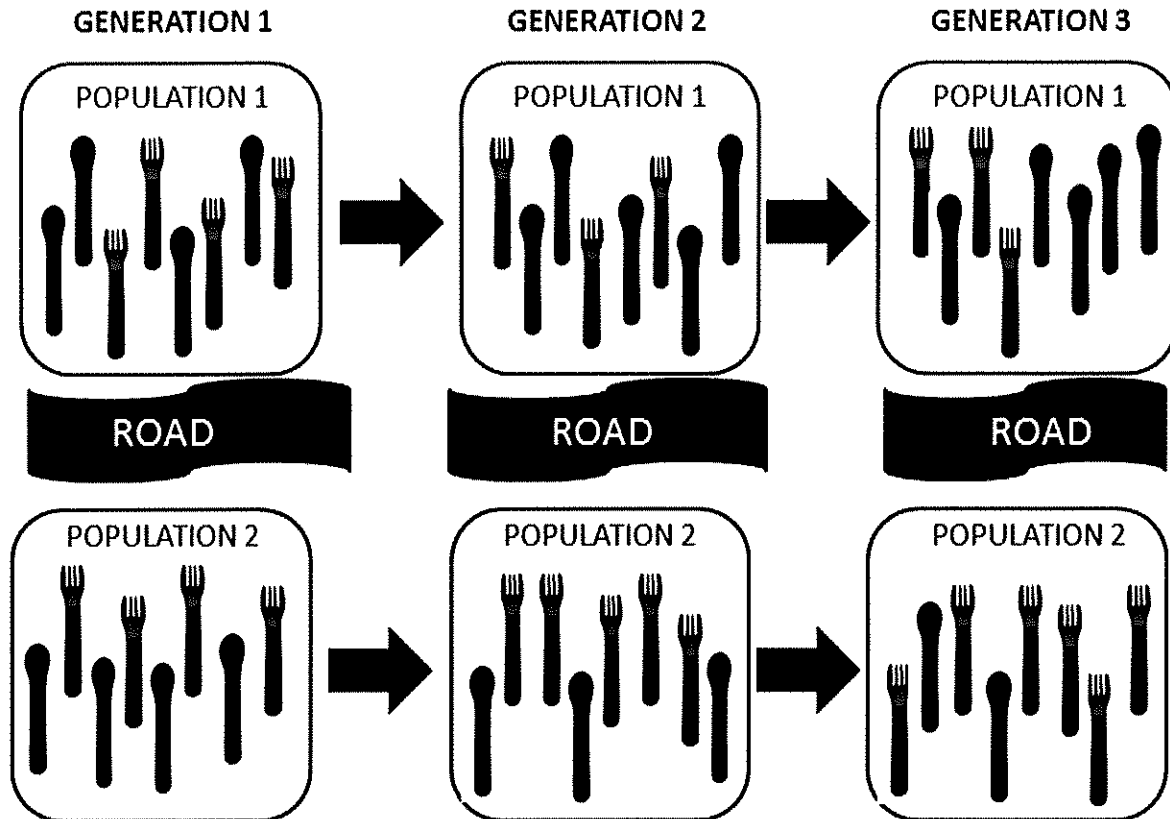 GENERATION 1
GENERATION 2
GENERATION 3
POPULATION 1
POPULATION 1
POPULATION 1
ROAD
ROAD
ROAD
POPULATION 2
POPULATION 2
POPULATION 2